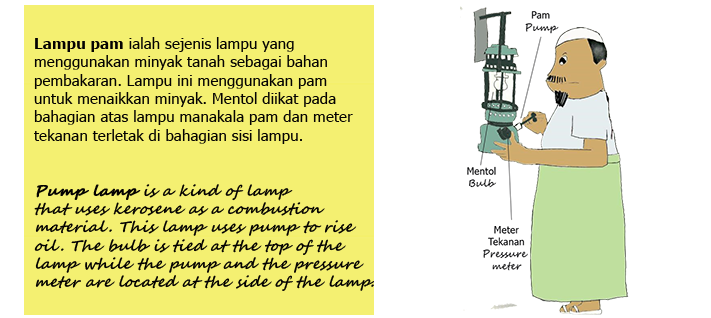 Lampu pam ialah sejenis lampu yang
menggunakan minyak tanah sebagai bahan
pembakaran. Lampu ini menggunakan pam
untuk menaikkan minyak. Mentol diikat pada
bahagian atas lampu manakala pam dan meter
tekanan terletak di bahagian sisi lampu.
Pump lamp is a kind of lamp
that uses kerosene as a combustion
material. This lamp uses pump to rise
oil. The bulb is tied at the top of the
lamp while the pump and the pressure
meter are located at the side of the lamp.
Pam
Pump
Mentol
Bulb
Meter
Tekanan
Pressure
meter